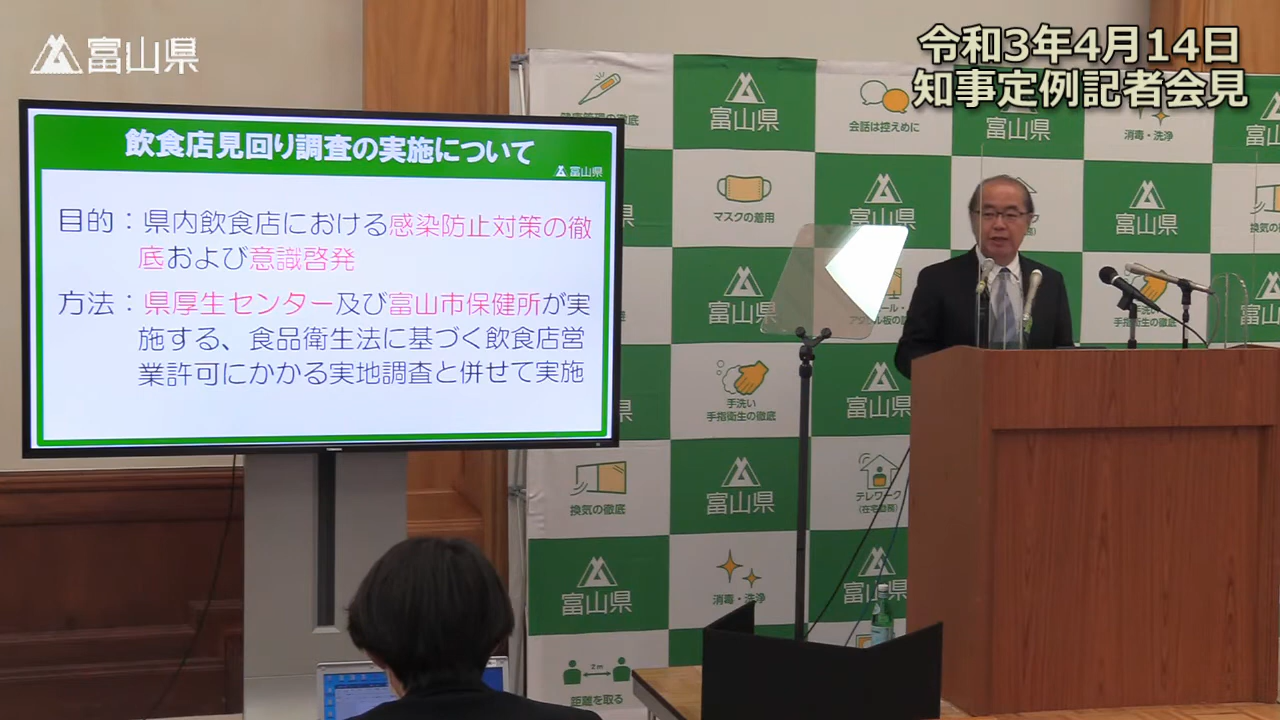 富山県
令和3年4月14日
知事定例記者会見
飲食店見回り調査の実施について
富山県
目的：県内飲食店における感染防止対策の徹
底および意識啓発
方法：県厚生センター及び富山市保健所が実
施する、食品衛生法に基づく飲食店営
業許可にかかる実地調査と併せて実施
富山県
会話は控えめに
富山県
消毒・洗浄
マスクの着用
富山県
富山県
富山県
手洗い
手指衛生の徹底
富山県
手指衛生の徹底
換気の徹底
富山県
テレワーク
(在宅勤務)
富山県
消毒・洗浄
富山県
2m
距離を取る